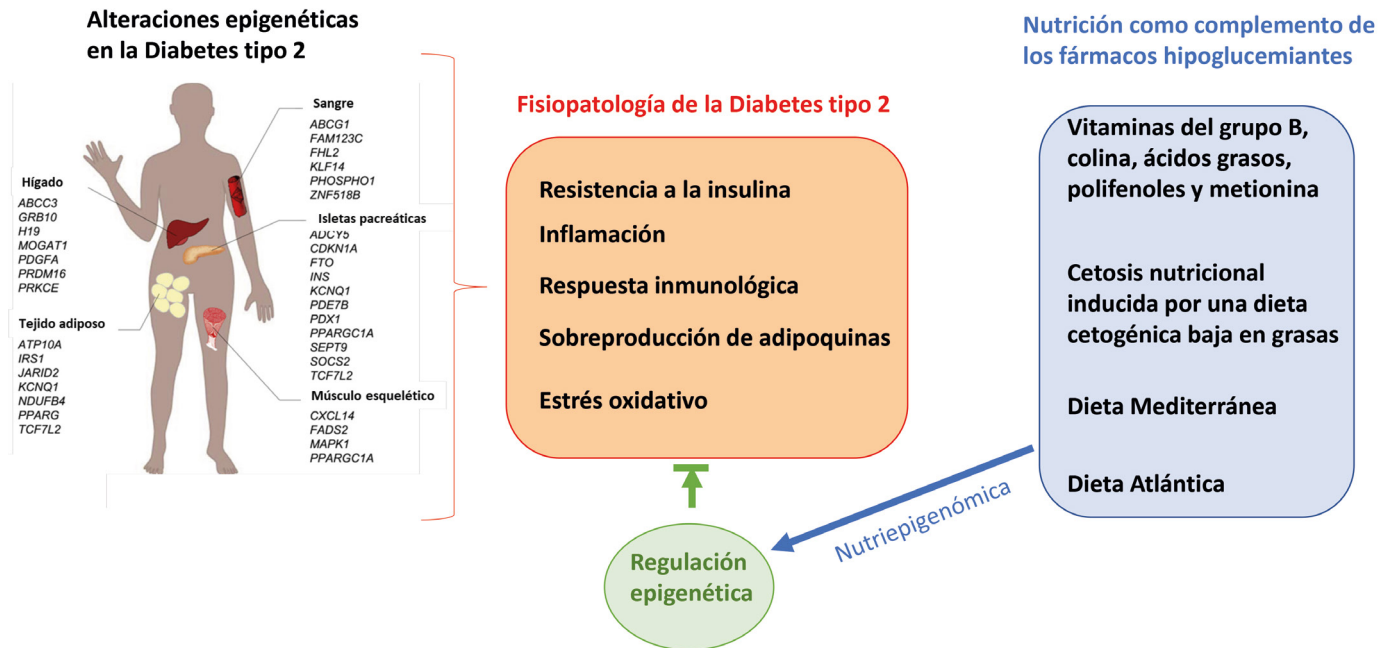 Alteraciones epigenéticas
en la Diabetes tipo 2
Sangre
ABCG1
FAM123C
FHL2
KLF14
PHOSPHO1
ZNF518B
Hígado
ABCC3
GRB10
H19
MOGAT1
PDGFA
PRDM16
PRKCE
Isletas pacreáticas
ADCY5
CDKN1A
FTO
INS
KCNQ1
PDE7B
PDX1
PPARGC1A
SEPT9
SOCS2
TCF7L2
Tejido adiposo
ATP10A
IRS1
JARID2
KCNQ1
NDUFB4
PPARG
TCF7L2
Músculo esquelético
CXCL14
FADS2
MAPK1
PPARGC1A
Fisiopatología de la Diabetes tipo 2
Resistencia a la insulina
Inflamación
Respuesta inmunológica
Sobreproducción de adipoquinas
Estrés oxidativo
Regulación
epigenética
Nutriepigenómica
Nutrición como complemento de
los fármacos hipoglucemiantes
Vitaminas del grupo B,
colina, ácidos grasos,
polifenoles y metionina
Cetosis nutricional
inducida por una dieta
cetogénica baja en grasas
Dieta Mediterránea
Dieta Atlántica